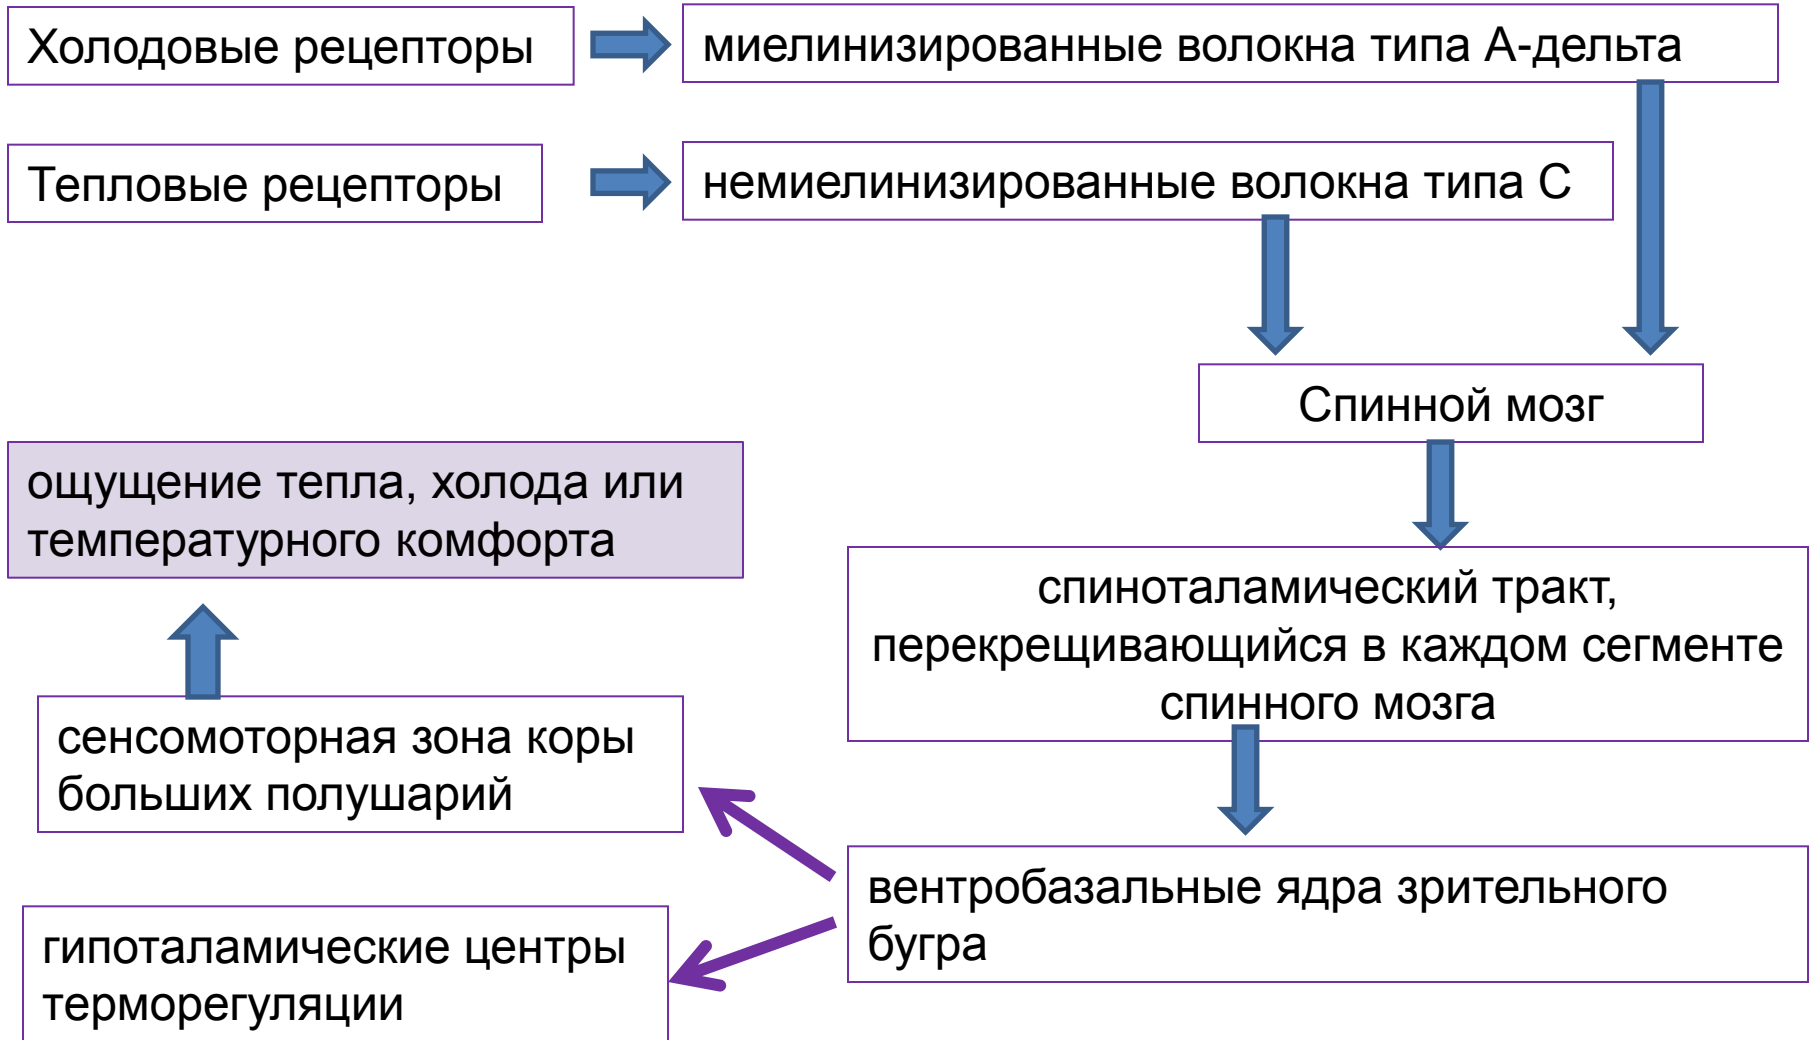 Холодовые рецепторы
миелинизированные волокна типа А-дельта
Тепловые рецепторы
немиелинизированные волокна типа С
Спинной мозг
ощущение тепла, холода или
температурного комфорта
спиноталамический тракт,
перекрещивающийся в каждом сегменте
спинного мозга
сенсомоторная зона коры
больших полушарий
вентробазальные ядра зрительного
бугра
гипоталамические центры
терморегуляции